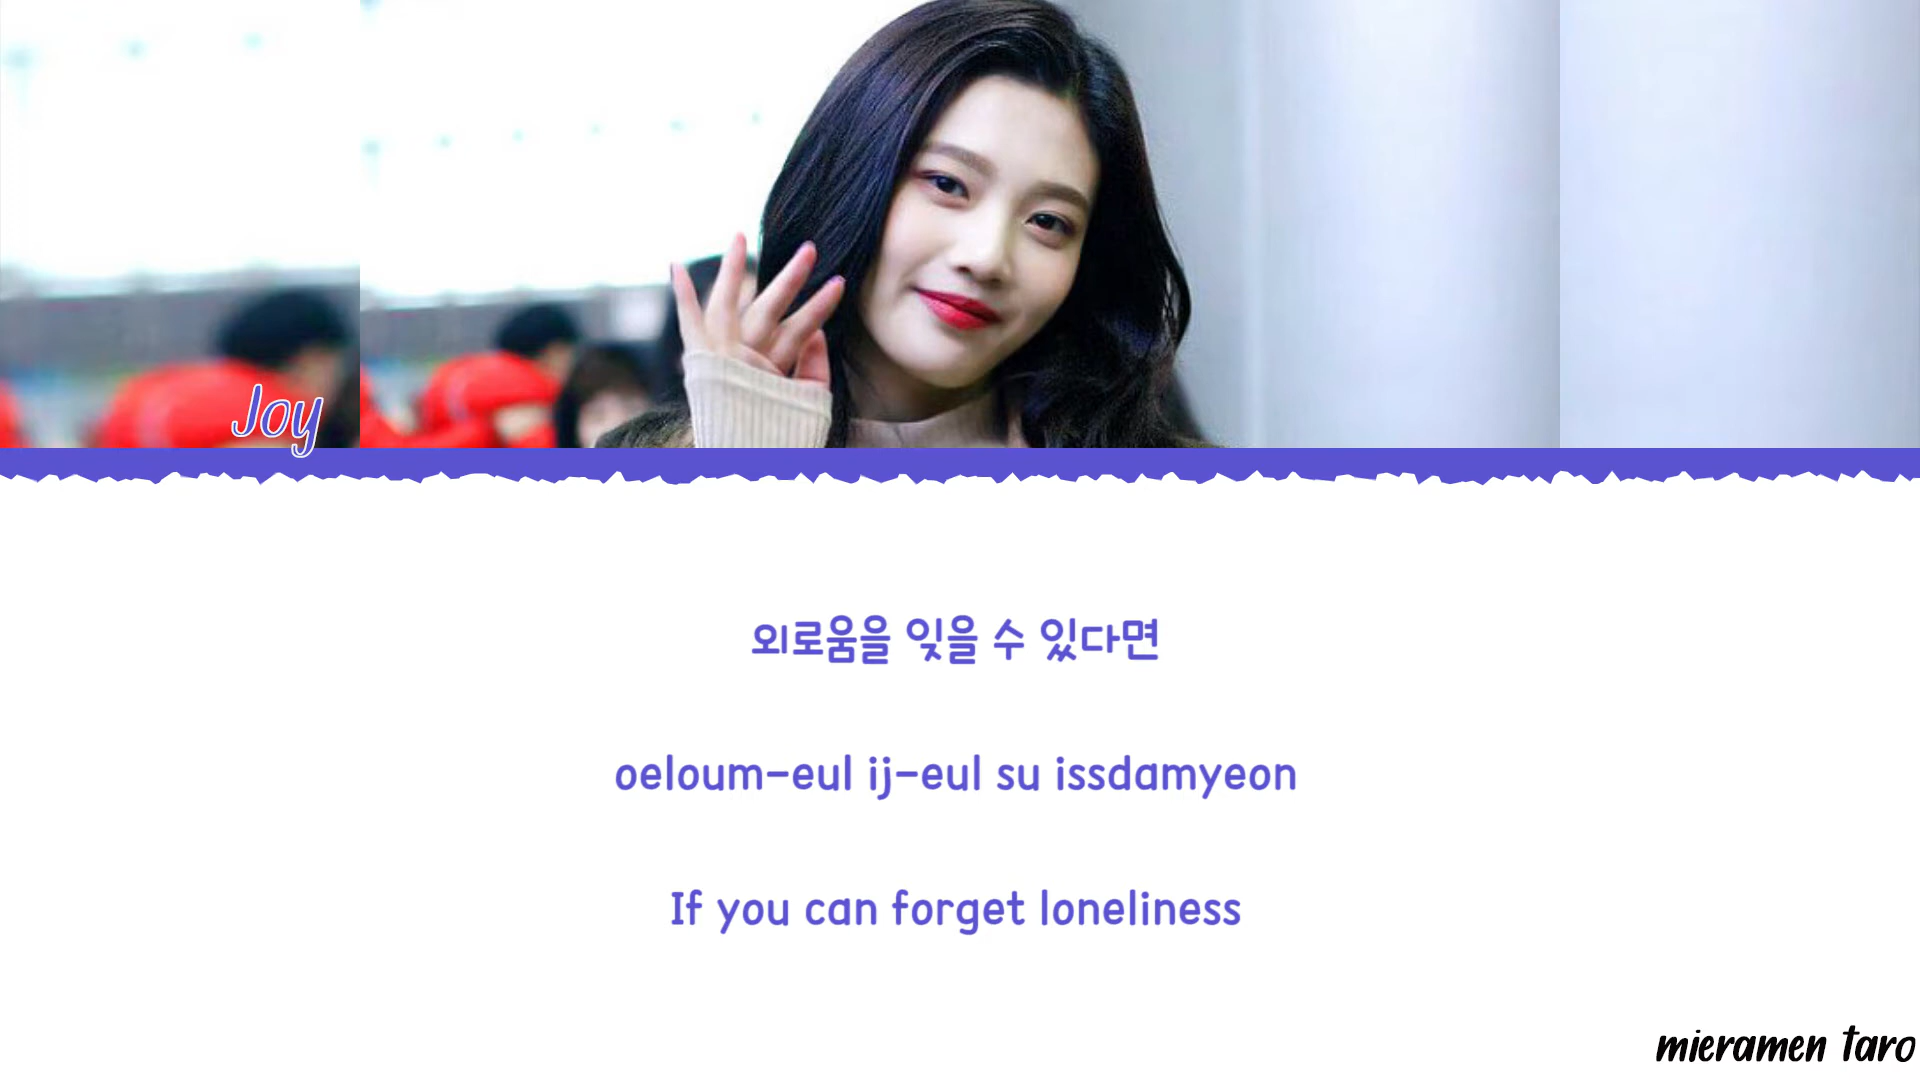 Joy
외로움을 잊을 수 있다면
oeloum-eul ij-eul su issdamyeon
If you can forget loneliness
mieramen taro